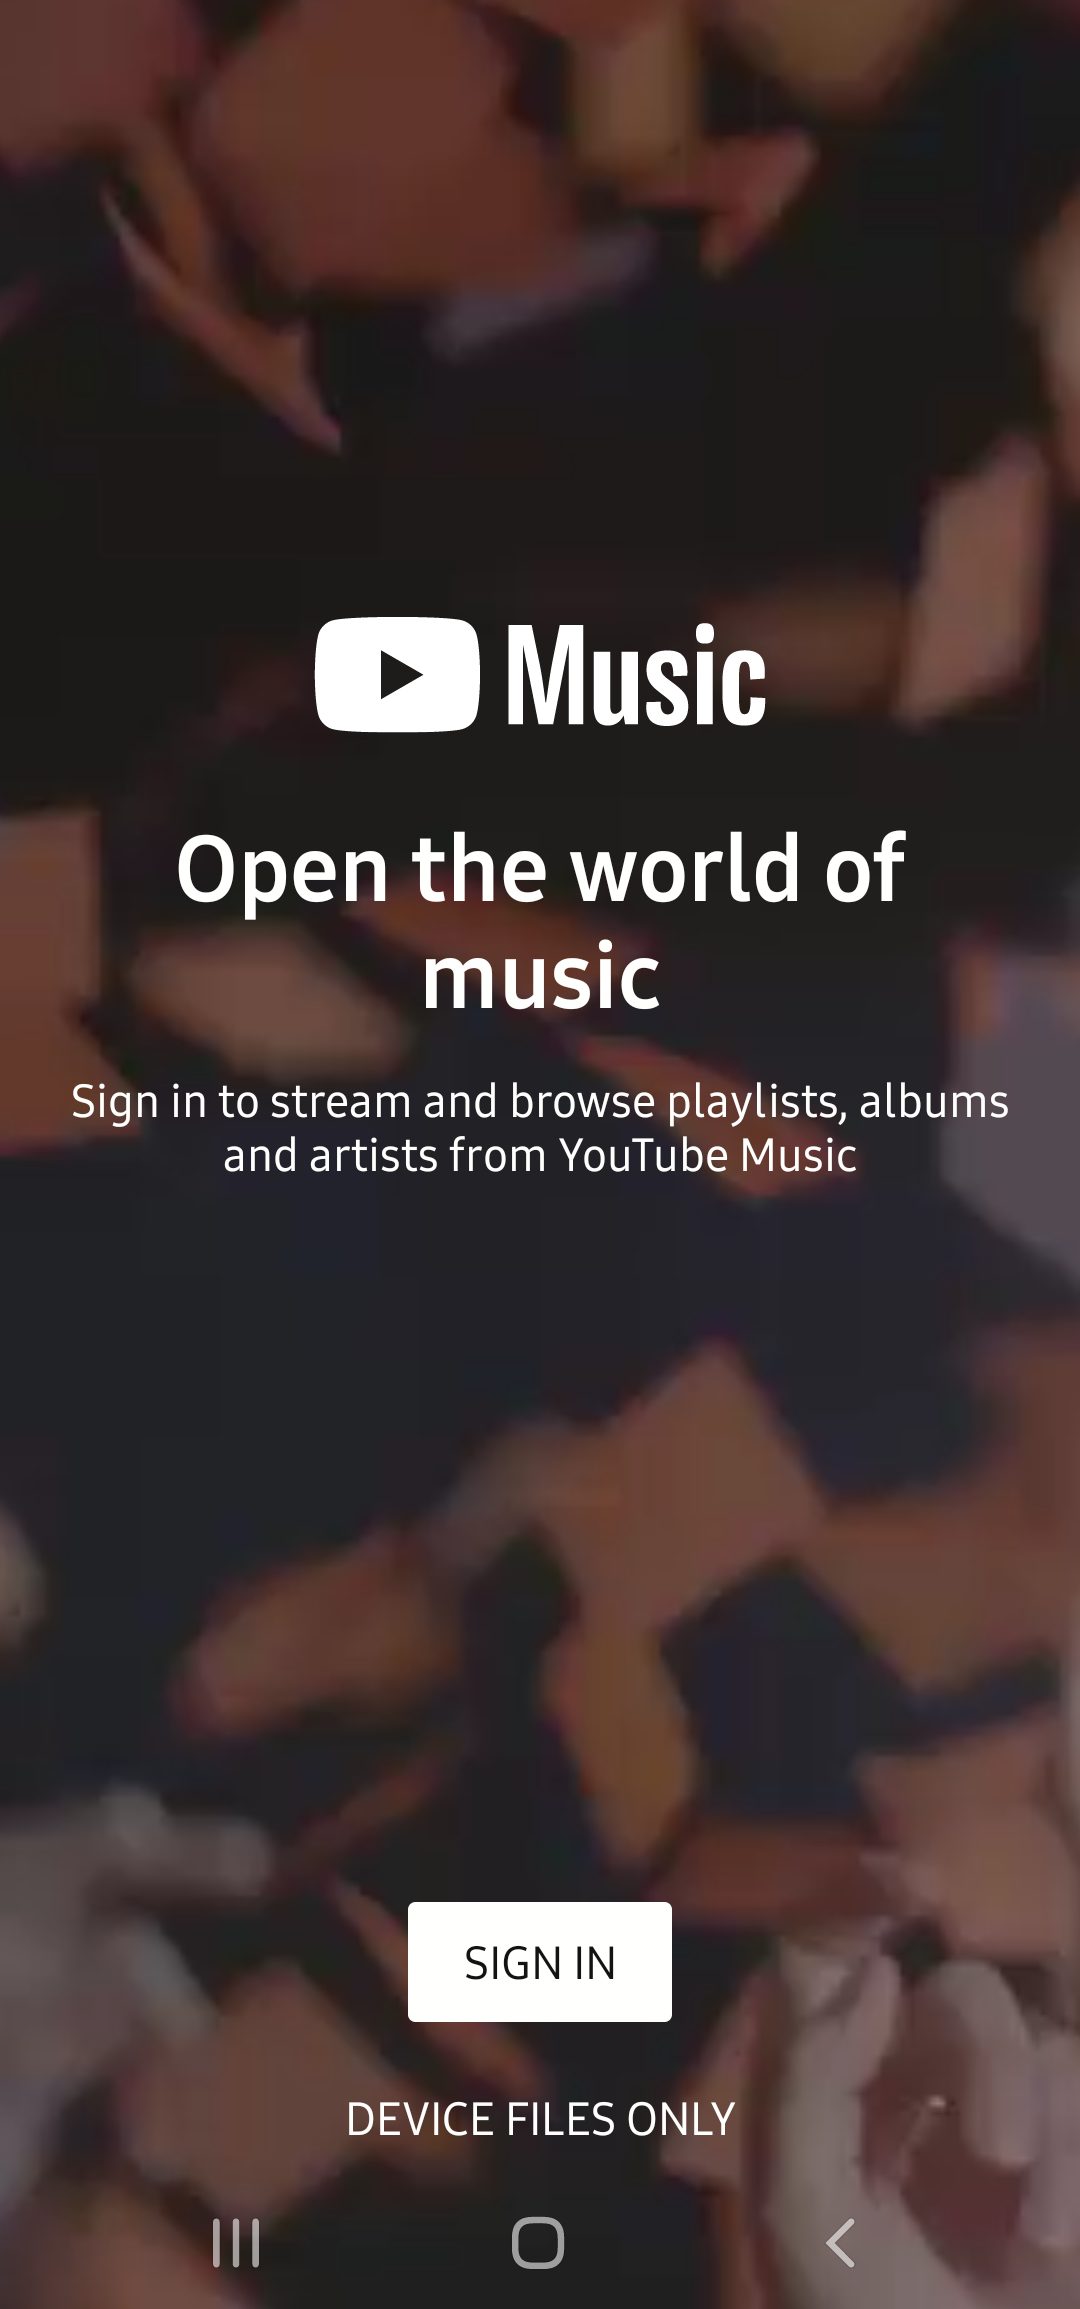 Music
Open the world of
music
Sign in to stream and browse playlists, albums
and artists from YouTube Music
SIGN IN
DEVICE FILES ONLY